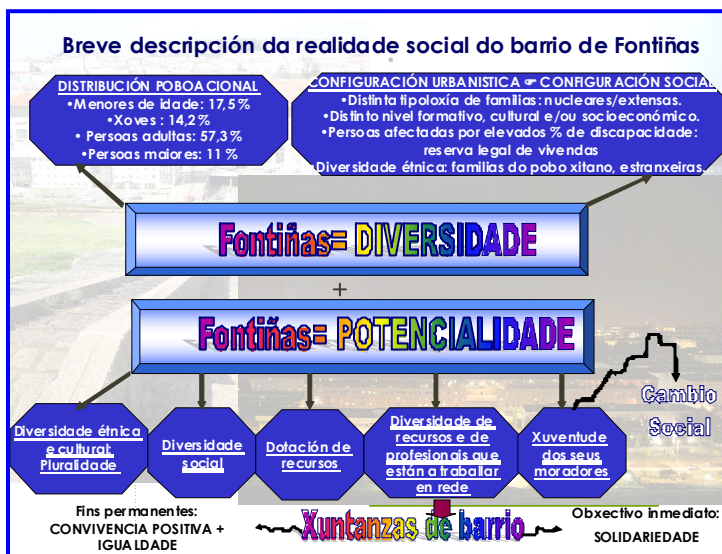 Breve descripción da realidade social do barrio de Fontiñas
DISTRIBUCIÓN POBOACIONAL
•Menores de idade: 17,5%
•Xoves : 14,2%
• Persoas adultas: 57,3%
•Persoas maiores: 11 %
CONFIGURACIÓN URBANISTICA ☞ CONFIGURACIÓN SOCIAL
•Distinta tipoloxía de familias: nucleares/extensas.
•Distinto nivel formativo, cultural e/ou socioeconómico.
•Persoas afectadas por elevados % de discapacidade:
reserva legal de vivendas
•Diversidade étnica: familias do pobo xitano, estranxeiras...
Fontiñas= DIVERSIDADE
+
Fontiñas= POTENCIALIDADE
Cambio
Social
Diversidade étnica
e cultural:
Pluralidade
Diversidade
social
Dotación de
recursos
Diversidade de
recursos e de
profesionais que
están a traballar
en rede
Xuventude
dos seus
moradores
Fins permanentes:
CONVIVENCIA POSITIVA +
IGUALDADE
Xuntanzas de barrio
Obxectivo inmediato:
SOLIDARIEDADE